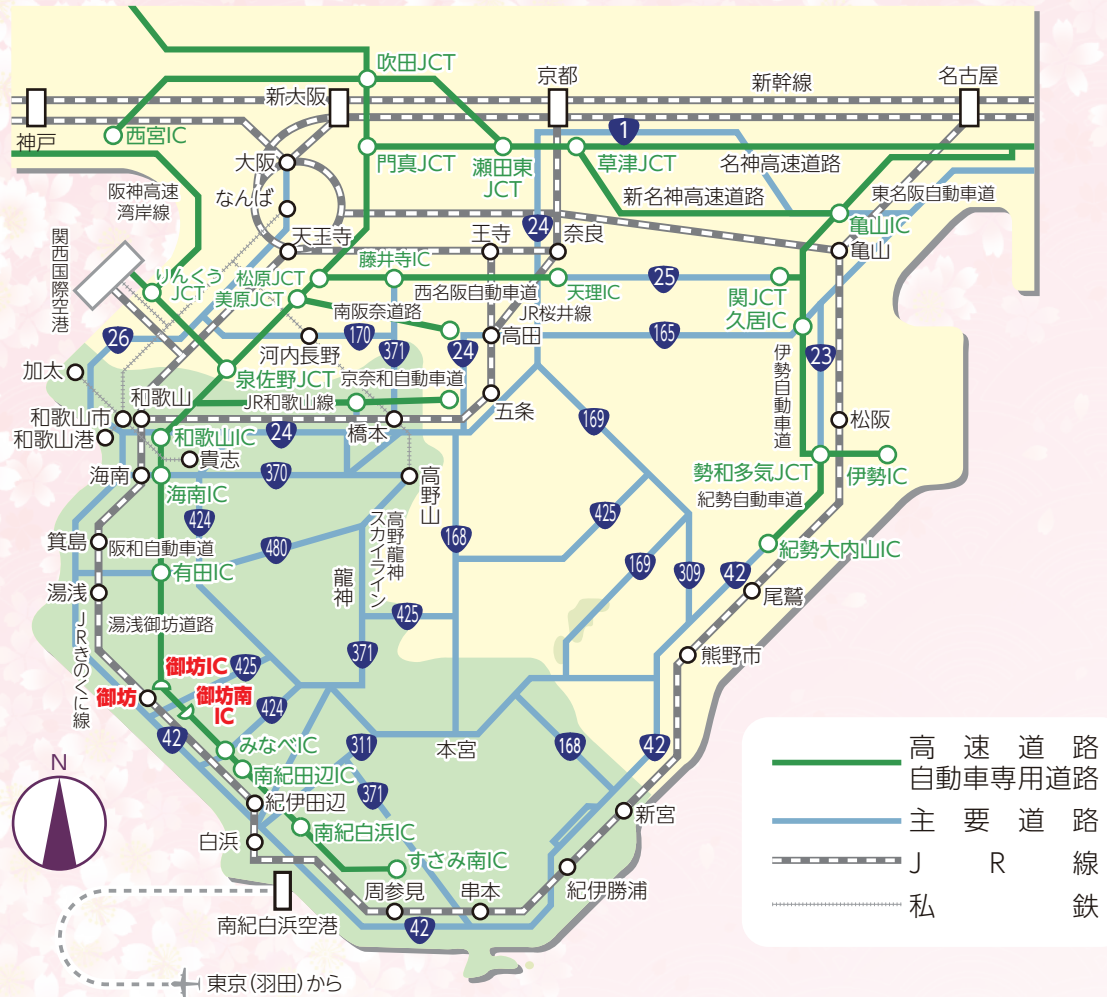 吹田JCT
京都
新幹線
名古屋
新大阪
神戸
西宮IC
1
大阪
門真JCT
瀬田東
JCT
草津JCT
名神高速道路
阪神高速
湾岸線
なんば
新名神高速道路
東名阪自動車道
天王寺
王寺
24
奈良
亀山IC
亀山
関西国際空港
りんくう
JCT
松原JCT
藤井寺IC
西名阪自動車道
天理IC
25
関JCT
美原JCT
南阪奈道路
JR桜井線
久居IC
26
170
371
24
高田
165
23
河内長野
加太
泉佐野JCT
京奈和自動車道
伊勢自動車道
和歌山
JR和歌山線
五条
169
和歌山市
和歌山港
和歌山IC
24
橋本
松阪
貴志
海南
370
高野山
勢和多気JCT
伊勢IC
海南IC
紀勢自動車道
424
425
箕島
阪和自動車道
480
高野龍神
スカイライン
168
紀勢大内山IC
有田IC
龍神
169
309
42
尾鷲
湯浅
JRきのくに線
湯浅御坊道路
425
371
熊野市
御坊IC
425
御坊
御坊南
IC
424
42
みなべIC
311
本宮
168
42
南紀田辺IC
371
紀伊田辺
新宮
南紀白浜IC
白浜
すさみ南IC
周参見
串本
紀伊勝浦
南紀白浜空港
42
東京(羽田)から
N
高速道路
自動車専用道路
主要道路
JR線
私鉄